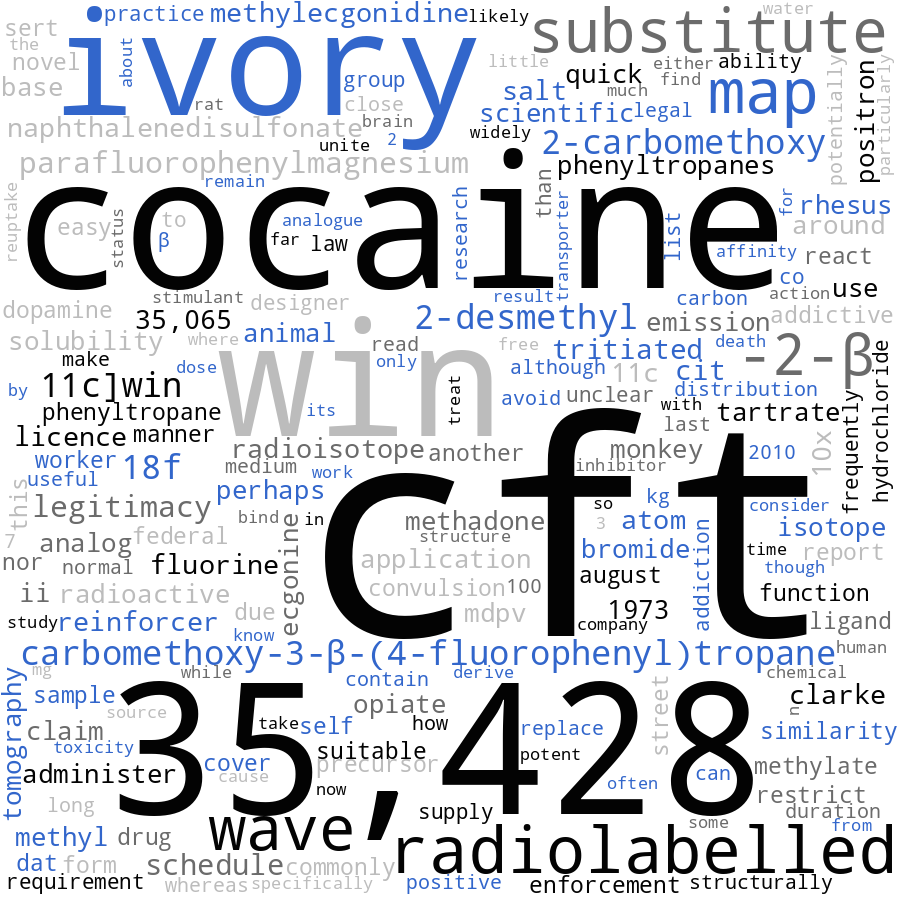 practice methylecgonidine likely water
sert ivory substitute
the about little
novel group quick either ability
base rat close salt much find map positron potentially particularly
naphthalenedisulfonate brain scientific legal
unite 2 widely 2-carbomethoxy
parafluorophenylmagnesium phenyltropanes
remain cocaine than
reuptake easy status to analogue research transporter list for rhesus
β far law around
affinity react
stimulant designer result carbon co action use
dopamine 35,065 2-desmethyl emission addictive
solubility where animal read free tritiated death -2-β
make win only although 11c cit
by 11c]win dose treat avoid unclear distribution hydrochloride
phenyltropane its with tartrate frequently
licence manner cft last
radioisotope another monkey 2010 10x
worker 18f medium work inhibitor
useful perhaps so kg consider
this legitimacy bind in methadone 3 atom isotope
7 analog federal structure bromide time report
nor normal fluorine ecgonine application august addiction though
ii radioactive convulsion 100 function
due mdpv 1973 ligand
study reinforcer know company
carbomethoxy-3-β-(4-fluorophenyl)tropane human
mg while contain derive chemical
tomography sample 35,428 opiate street clarke
source take self how replace n similarity
claim toxicity suitable potent
administer cover cause precursor often can methylate
long now restrict
wave supply some duration
methyl drug radiolabelled from
dat form schedule commonly
requirement whereas specifically positive enforcement structurally